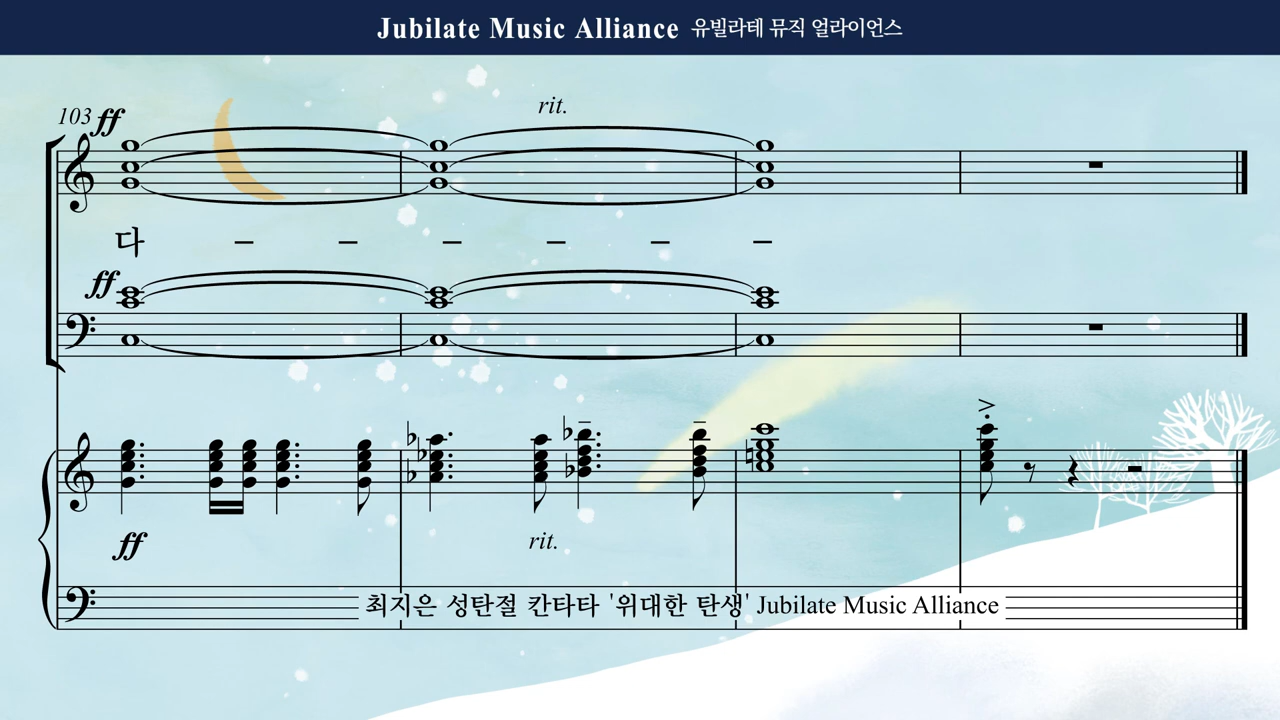 Jubilate Music Alliance 유빌라테 뮤직 얼라이언스
103 ff
rit.
다 – – – – – –
ff
ff
rit.
최지은 성탄절 칸타타 '위대한 탄생' Jubilate Music Alliance